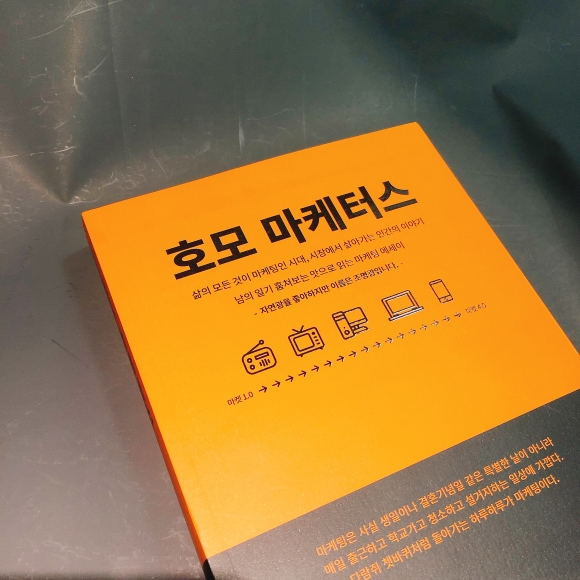 호모 마케터스
삶의 모든 것이 마케팅인 시대, 시장에서 살아가는 인간의 이야기
남의 일기 훔쳐보는 맛으로 읽는 마케팅 에세이
- 자연광을 좋아하지만 이름은 조명광입니다. -
마켓 1.0
마켓 4.0
마케팅은 사실 생일이나 결혼기념일 같은 특별한 날이 아니라
매일 출근하고 학교가고 청소하고 설거지하는 일상에 가깝다.
다람쥐 쳇바퀴처럼 돌아가는 하루하루가 마케팅이다.